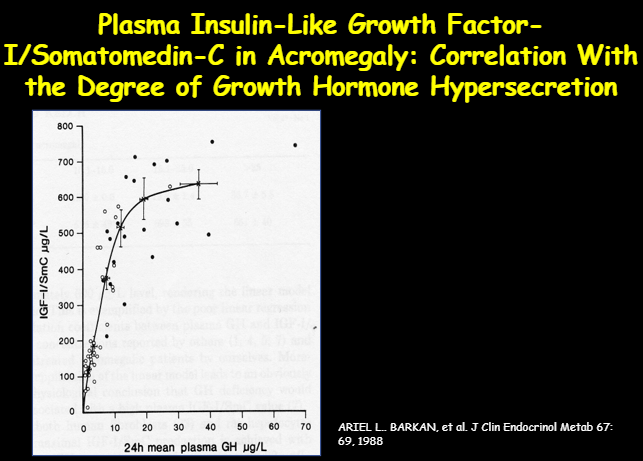 Plasma Insulin-Like Growth Factor-
I/Somatomedin-C in Acromegaly: Correlation With
the Degree of Growth Hormone Hypersecretion
800
700
600
500
400
300
200
100
0
IGF-I/SmC µg/L
0 10 20 30 40 50 60 70
24h mean plasma GH µg/L
ARIEL L.. BARKAN, et al. J Clin Endocrinol Metab 67:
69, 1988